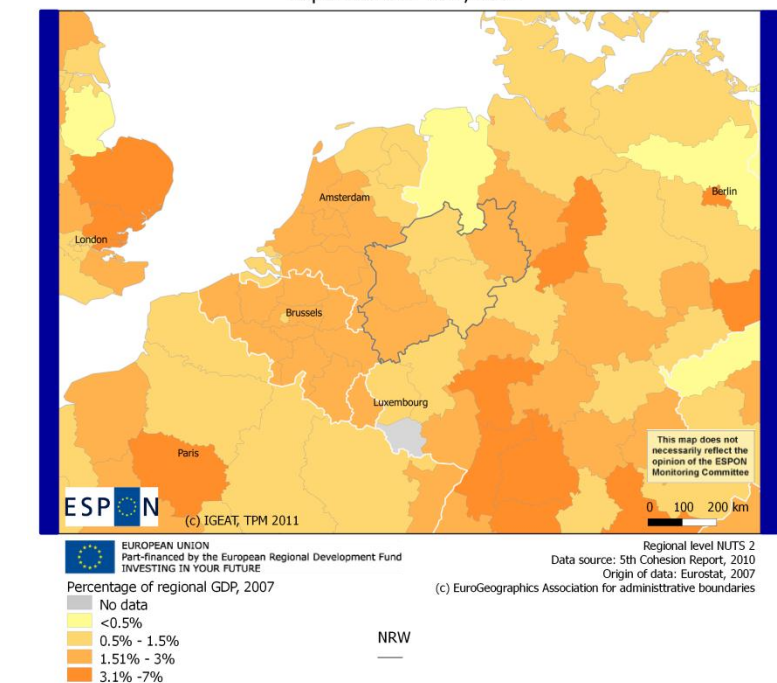 Amsterdam
Berlin
London
Brussels
Luxembourg
Paris
This map does not
necessarily reflect the
opinion of the ESPON
Monitoring Committee
ESPON
(c) IGEAT, TPM 2011
0 100 200 km
EUROPEAN UNION
Part-financed by the European Regional Development Fund
INVESTING IN YOUR FUTURE
Regional level NUTS 2
Data source: 5th Cohesion Report, 2010
Origin of data: Eurostat, 2007
(c) EuroGeographics Association for administtrative boundaries
Percentage of regional GDP, 2007
No data
<0.5%
0.5% - 1.5%
1.51% - 3%
3.1% -7%
NRW